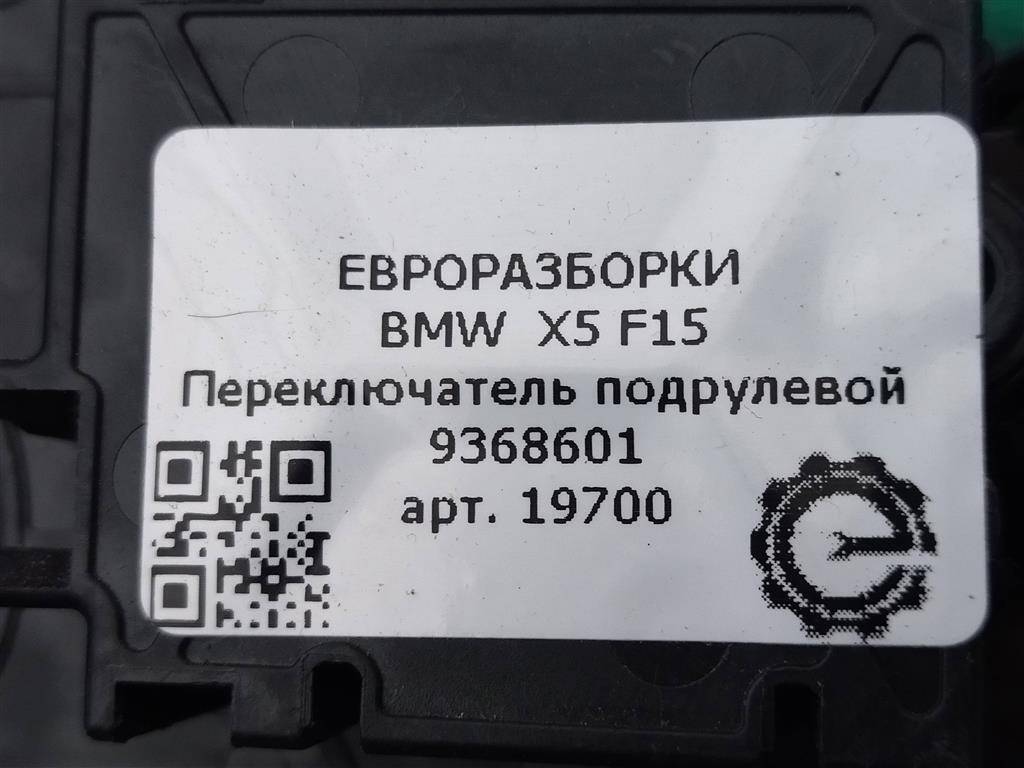 ЕВРОРАЗБОРКИ
BMW X5 F15
Переключатель подрулевой
9368601
арт. 19700